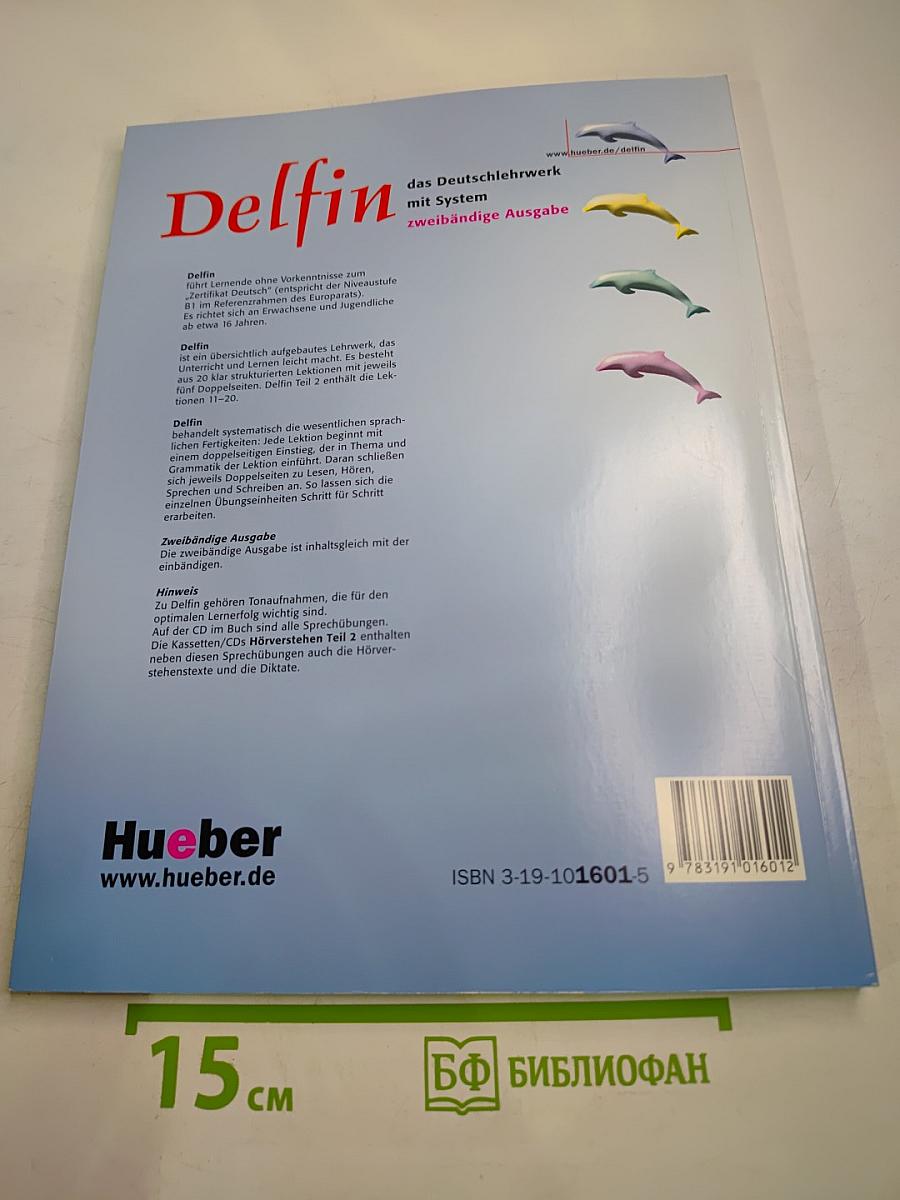 www.hueber.de/delfin
Delfin
das Deutschlehrwerk
mit System
zweibändige Ausgabe
Delfin
führt Lernende ohne Vorkenntnisse zum
„Zertifikat Deutsch“ (entspricht der Niveaustufe
B1 im Referenzrahmen des Europarats).
Es richtet sich an Erwachsene und Jugendliche
ab etwa 16 Jahren.
Delfin
ist ein übersichtlich aufgebautes Lehrwerk, das
Unterricht und Lernen leicht macht. Es besteht
aus 20 klar strukturierten Lektionen mit jeweils
fünf Doppelseiten. Delfin Teil 2 enthält die Lek-
tionen 11–20.
Delfin
behandelt systematisch die wesentlichen sprach-
lichen Fertigkeiten: Jede Lektion beginnt mit
einem doppelseitigen Einstieg, der in Thema und
Grammatik der Lektion einführt. Daran schließen
sich jeweils Doppelseiten zu Lesen, Hören,
Sprechen und Schreiben an. So lassen sich die
einzelnen Übungseinheiten Schritt für Schritt
erarbeiten.
Zweibändige Ausgabe
Die zweibändige Ausgabe ist inhaltsgleich mit der
einbändigen.
Hinweis
Zu Delfin gehören Tonaufnahmen, die für den
optimalen Lernerfolg wichtig sind.
Auf der CD im Buch sind alle Sprechübungen.
Die Kassetten/CDs Hörverstehen Teil 2 enthalten
neben diesen Sprechübungen auch die Hörver-
stehenstexte und die Diktate.
Hueber
www.hueber.de
ISBN 3-19-101601-5
9 783191 016012
15 см
БФ БИБЛИОФАН